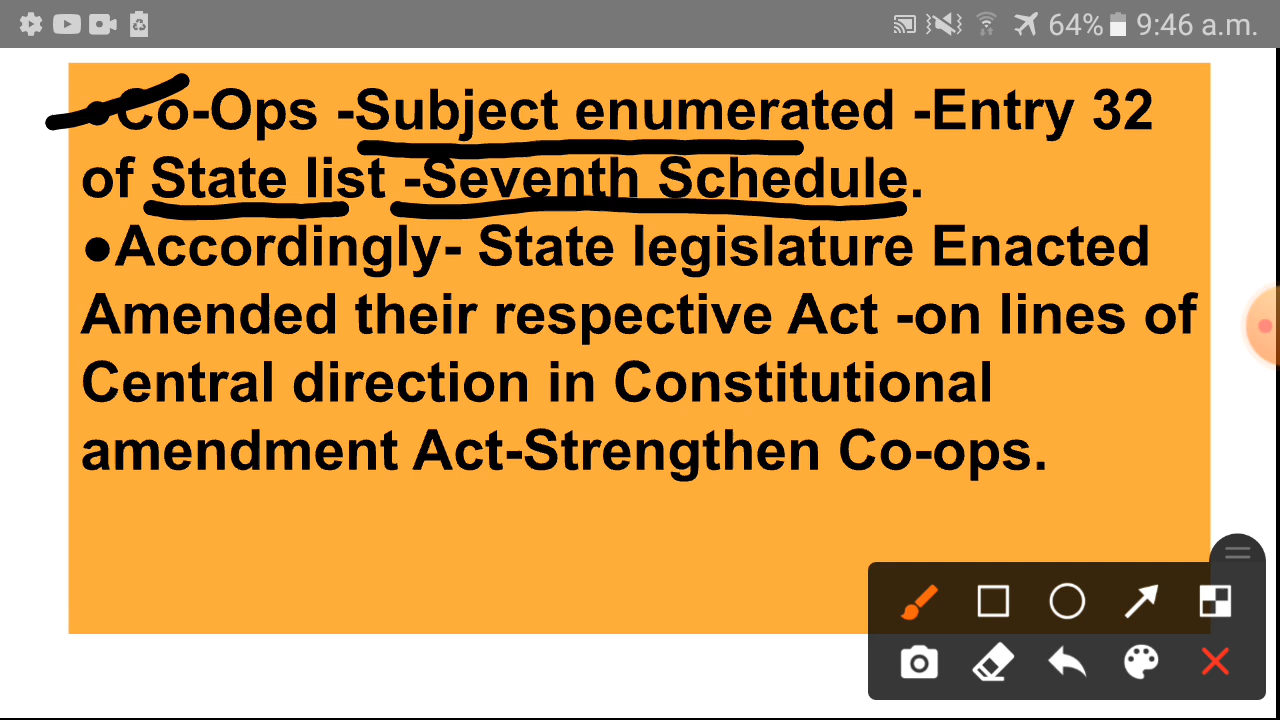 64% 9:46 a.m.
●Co-Ops -Subject enumerated -Entry 32
of State list -Seventh Schedule.
●Accordingly- State legislature Enacted
Amended their respective Act -on lines of
Central direction in Constitutional
amendment Act-Strengthen Co-ops.